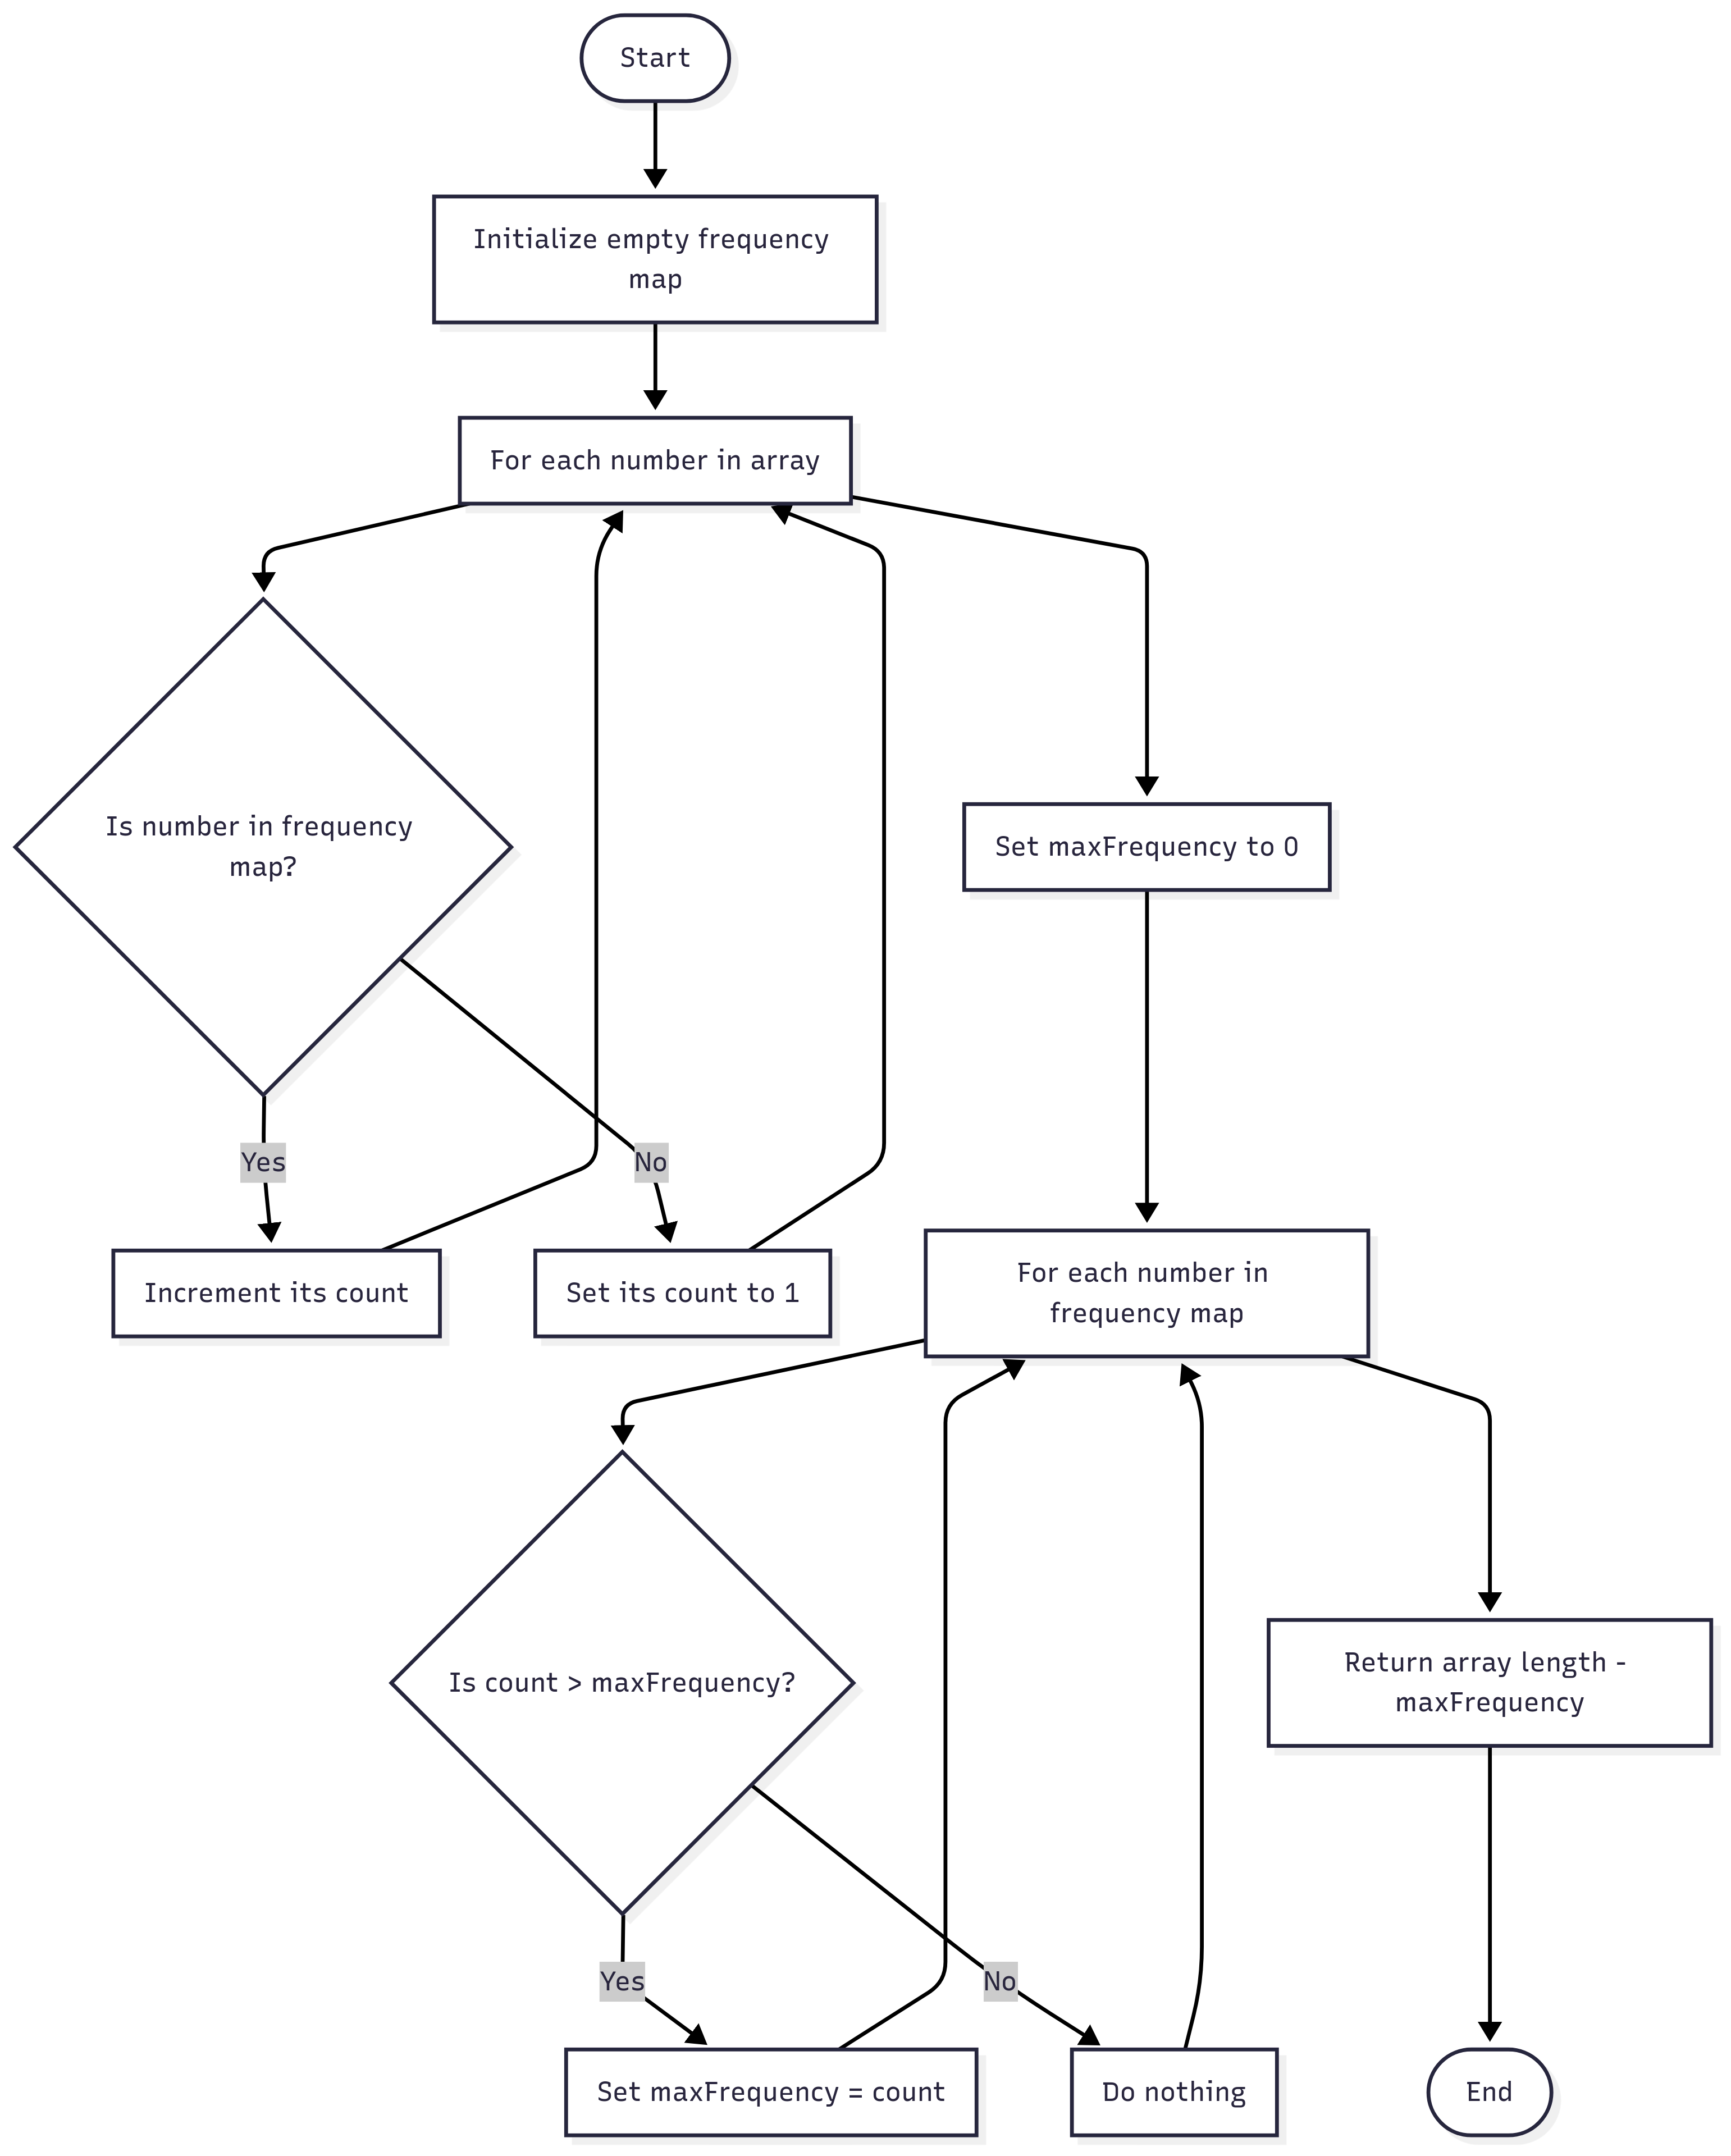 Start
Initialize empty frequency
map
For each number in array
Is number in frequency
map?
Set maxFrequency to 0
Yes
No
Increment its count
Set its count to 1
For each number in
frequency map
Is count > maxFrequency?
Return array length -
maxFrequency
Yes
No
Set maxFrequency = count
Do nothing
End